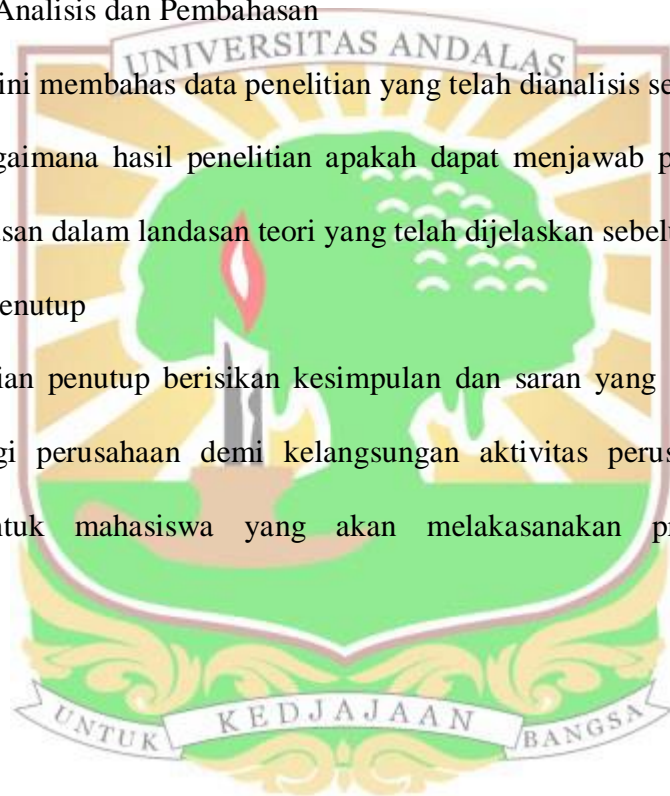 Analisis dan Pembahasan
UNIVERSITAS ANDALAS
ini membahas data penelitian yang telah dianalisis se
gaimana hasil penelitian apakah dapat menjawab p
san dalam landasan teori yang telah dijelaskan sebelu
enutup
ian penutup berisikan kesimpulan dan saran yang
gi perusahaan demi kelangsungan aktivitas perus
ntuk mahasiswa yang akan melakasanakan p
UNTUK KEDJAJAAN BANGSA